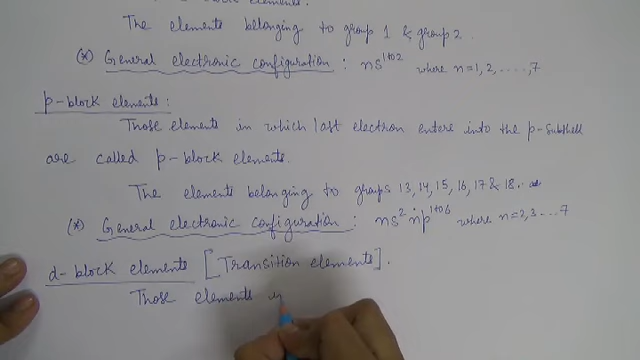 elements.
The elements belonging to group 1 & group 2.
(*) General electronic configuration : ns¹ᵗᵒ² where n=1,2,.....,7
p-block elements:
Those elements in which last electron enters into the p-subshell
are called p-block elements.
The elements belonging to groups 13,14,15,16,17 & 18.
(*) General electronic configuration : ns² np¹ᵗᵒ⁶ where n=2,3...7
d-block elements [Transition elements].
Those elements